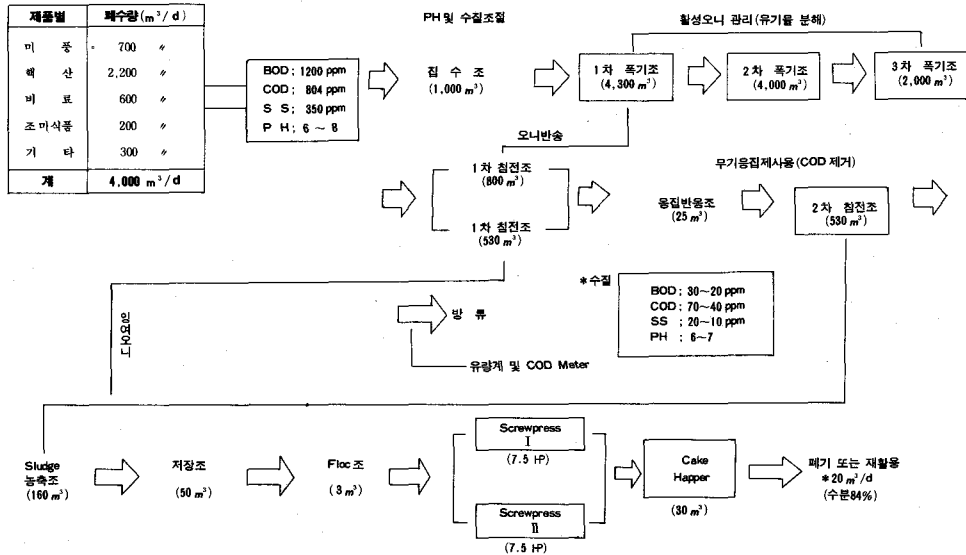 제품별 폐수량(m³/d)
미 풍 700 〃
핵 산 2,200 〃
비 료 600 〃
조미식품 200 〃
기 타 300 〃
계 4,000 m³/d
BOD; 1200 ppm
COD; 804 ppm
S S; 350 ppm
P H; 6 ~ 8
PH 및 수질조절
집 수 조
(1,000 m³)
활성오니 관리(유기물 분해)
1차 폭기조
(4,300 m³)
2차 폭기조
(4,000 m³)
3차 폭기조
(2,000 m³)
오니반송
1차 침전조
(800 m³)
1차 침전조
(530 m³)
무기응집제사용(COD 제거)
응집반응조
(25 m³)
2차 침전조
(530 m³)
잉여오니
방 류
유량계 및 COD Meter
*수질
BOD; 30~20 ppm
COD; 70~40 ppm
SS ; 20~10 ppm
PH ; 6~7
Sludge
농축조
(160 m³)
저장조
(50 m³)
Floc 조
(3 m³)
Screwpress
I
(7.5 HP)
Screwpress
II
(7.5 HP)
Cake
Happer
(30 m³)
폐기 또는 재활용
*20 m³/d
(수분84%)